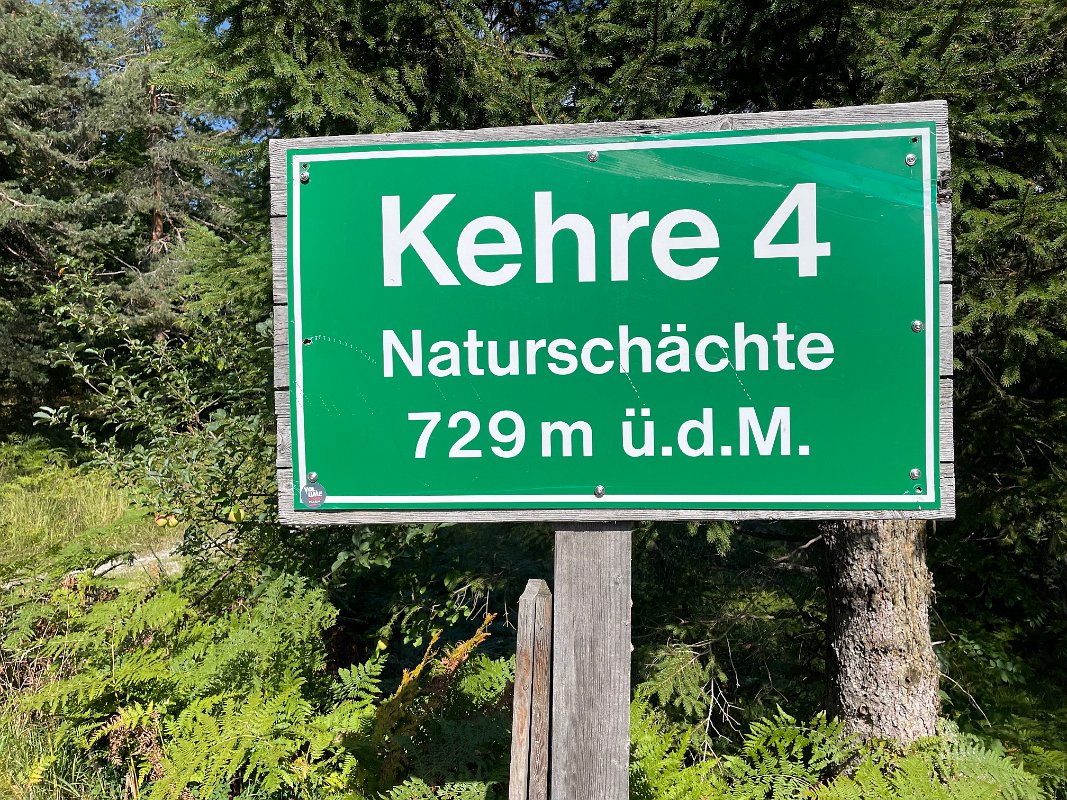 Kehre 4
Naturschächte
729 m ü.d.M.